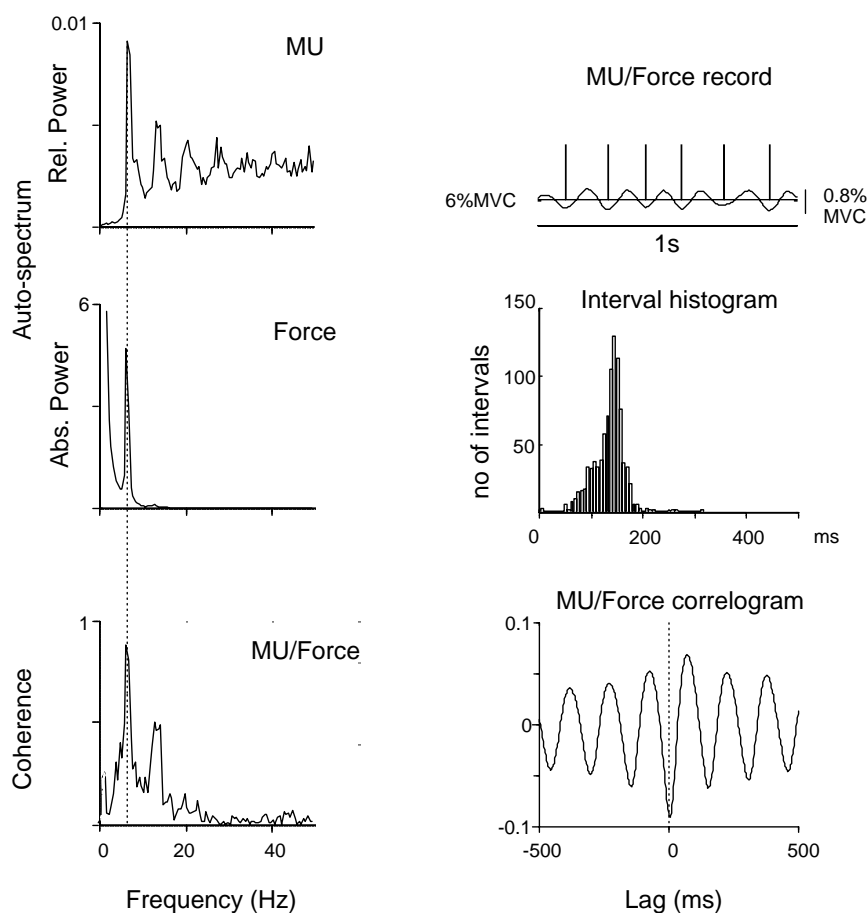 0.01
MU
Rel. Power
Auto-spectrum
6
Force
Abs. Power
1
MU/Force
Coherence
0
20
40
Frequency (Hz)
MU/Force record
6%MVC
0.8%
MVC
1s
Interval histogram
150
100
50
no of intervals
0
200
400
ms
MU/Force correlogram
0.1
0
-0.1
-500
0
500
Lag (ms)